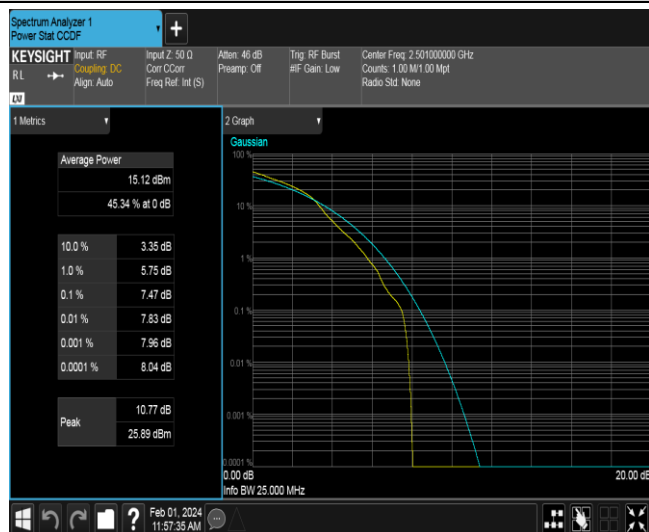 Spectrum Analyzer 1
Power Stat CCDF
KEYSIGHT
RL
LXI
Input: RF
Coupling: DC
Align: Auto
Input Z: 50 Ω
Corr CCorr
Freq Ref: Int (S)
Atten: 46 dB
Preamp: Off
Trig: RF Burst
#IF Gain: Low
Center Freq: 2.501000000 GHz
Counts: 1.00 M/1.00 Mpt
Radio Std: None
1 Metrics
Average Power
15.12 dBm
45.34 % at 0 dB
10.0 % 3.35 dB
1.0 % 5.75 dB
0.1 % 7.47 dB
0.01 % 7.83 dB
0.001 % 7.96 dB
0.0001 % 8.04 dB
Peak
10.77 dB
25.89 dBm
2 Graph
Gaussian
100 %
10 %
1 %
0.1 %
0.01 %
0.001 %
0.0001 %
0.00 dB
20.00 dB
Info BW 25.000 MHz
?
Feb 01, 2024
11:57:35 AM